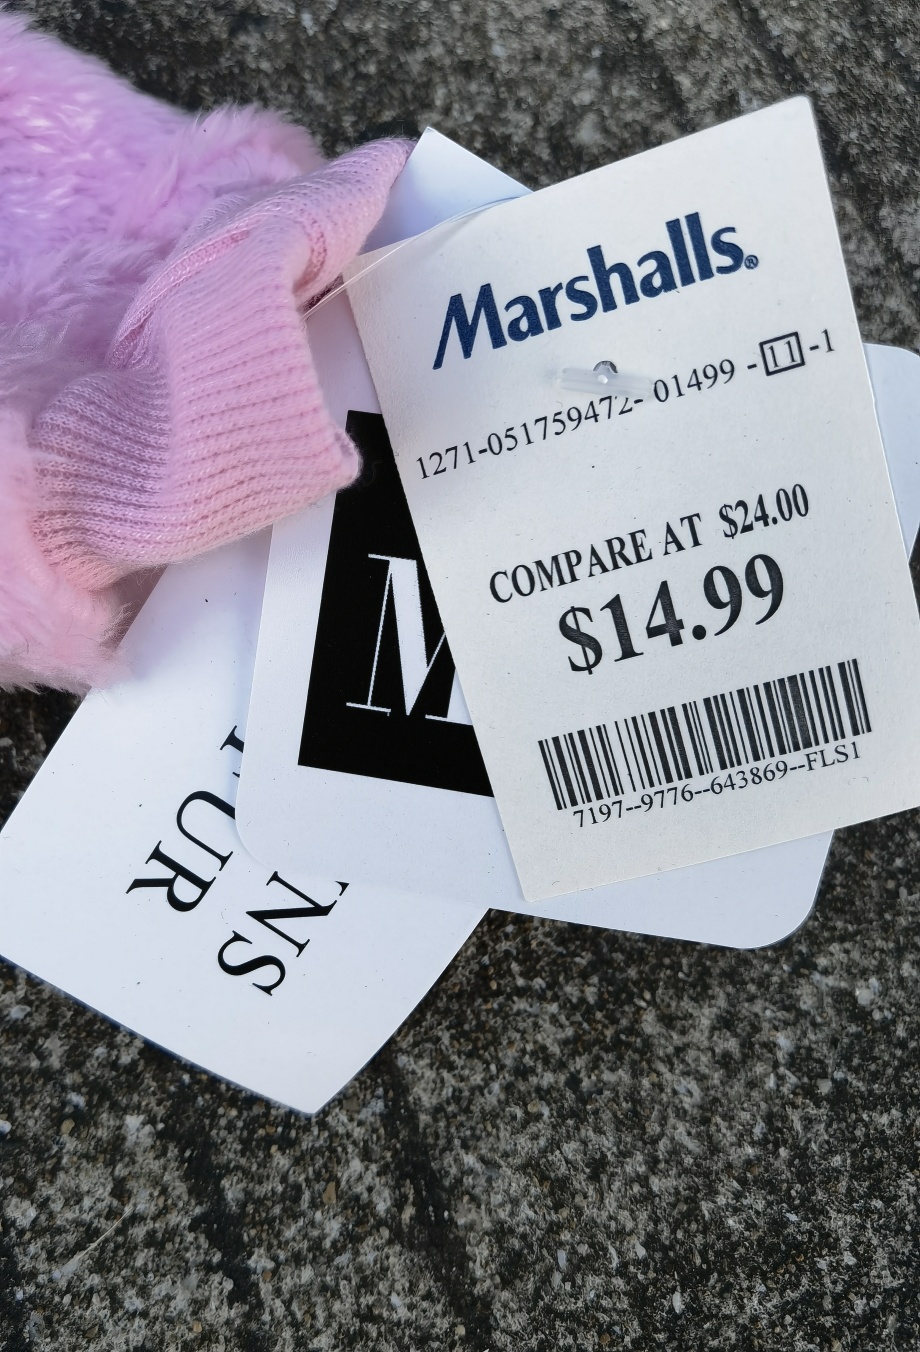 Marshalls®
1271-051759472- 01499 -11-1
COMPARE AT $24.00
$14.99
7197--9776--643869--FLS1
M
UR
NS